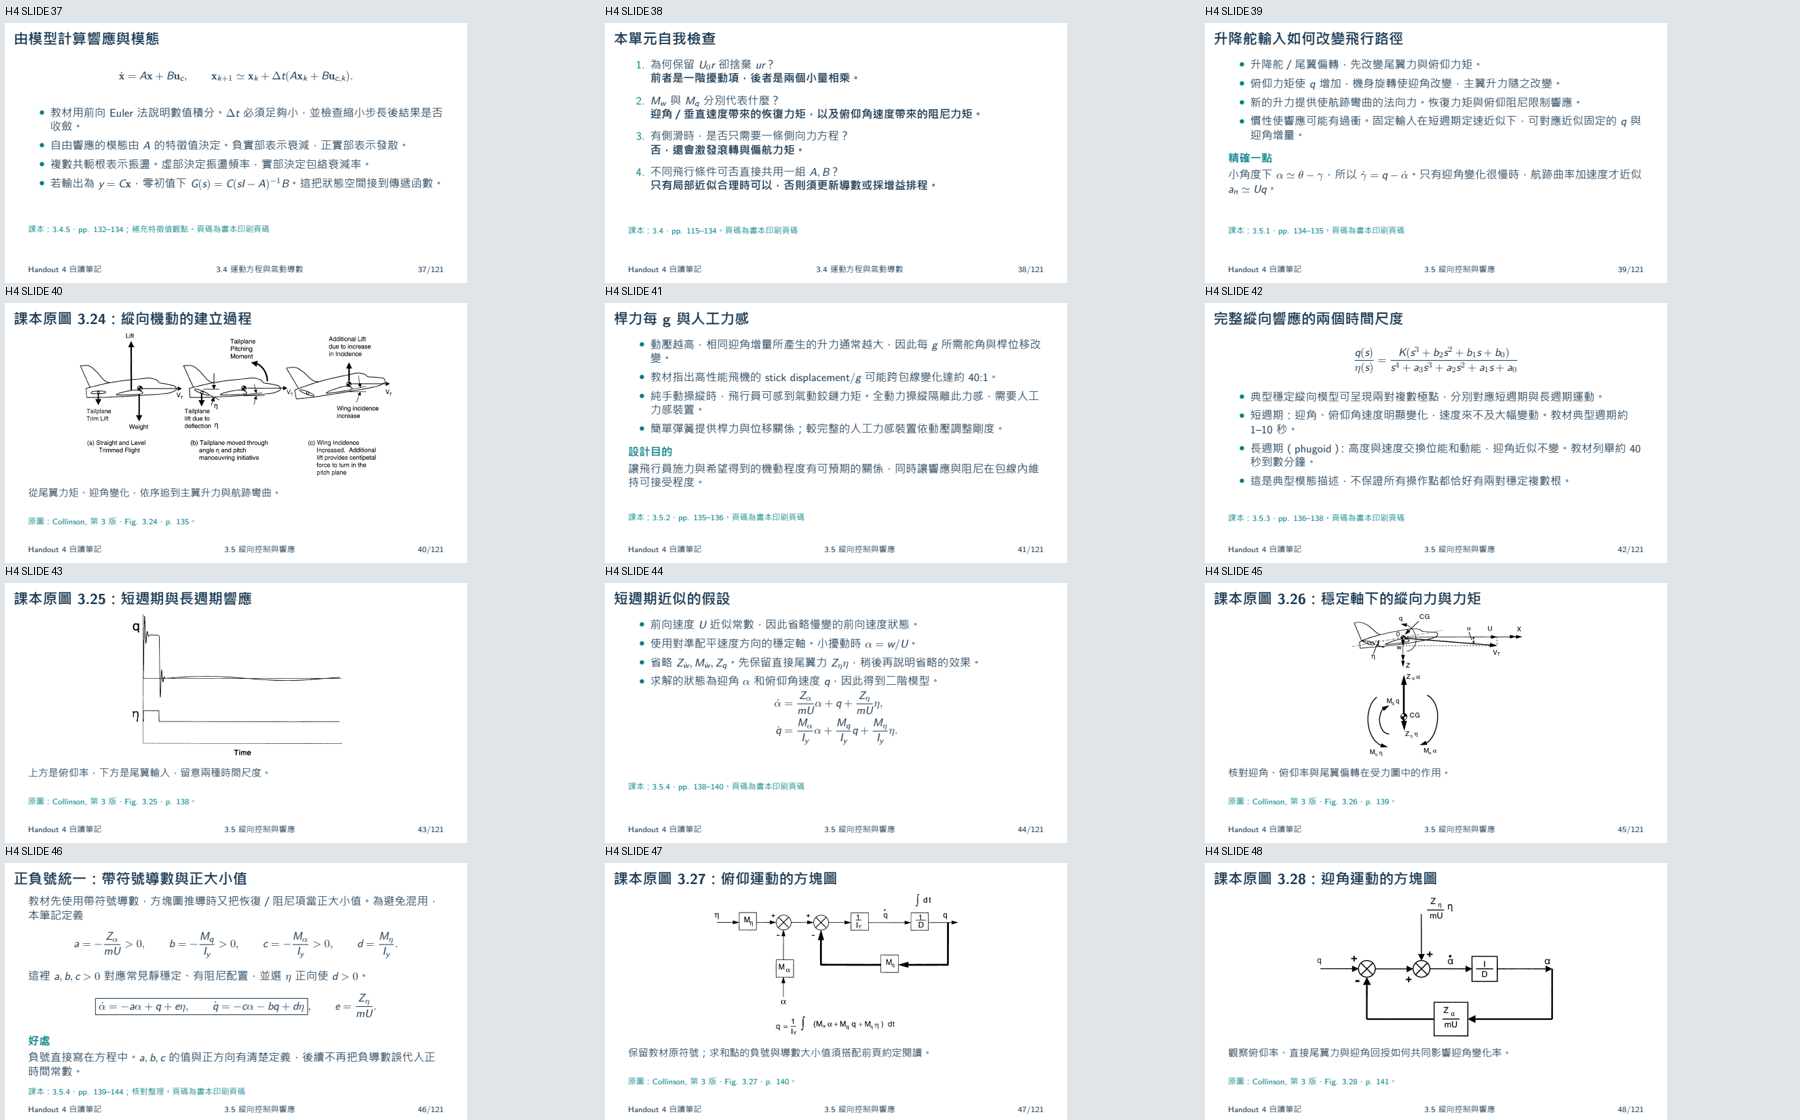 H4 SLIDE 37
由模型計算響應與模態
ẋ = Ax + Bu_c, x_{k+1} ≃ x_k + Δt(Ax_k + Bu_{c,k}).
• 教材用前向 Euler 法說明數值積分。Δt 必須足夠小，並檢查縮小步長後結果是否
收斂。
• 自由響應的模態由 A 的特徵值決定。負實部表示衰減，正實部表示發散。
• 複數共軛根表示振盪。虛部決定振盪頻率，實部決定包絡衰減率。
• 若輸出為 y = Cx，零初值下 G(s) = C(sI − A)⁻¹B。這把狀態空間接到傳遞函數。
課本：3.4.5，pp. 132–134；補充特徵值觀點。頁碼為書本印刷頁碼
Handout 4 自讀筆記 3.4 運動方程與氣動導數 37/121
H4 SLIDE 38
本單元自我檢查
1. 為何保留 U₀r 卻捨棄 ur？
前者是一階擾動項，後者是兩個小量相乘。
2. M_w 與 M_q 分別代表什麼？
迎角 / 垂直速度帶來的恢復力矩，以及俯仰角速度帶來的阻尼力矩。
3. 有側滑時，是否只需要一條側向力方程？
否，還會激發滾轉與偏航力矩。
4. 不同飛行條件可否直接共用一組 A, B？
只有局部近似合理時可以，否則須更新導數或採增益排程。
課本：3.4，pp. 115–134。頁碼為書本印刷頁碼
Handout 4 自讀筆記 3.4 運動方程與氣動導數 38/121
H4 SLIDE 39
升降舵輸入如何改變飛行路徑
• 升降舵 / 尾翼偏轉，先改變尾翼力與俯仰力矩。
• 俯仰力矩使 q 增加，機身旋轉使迎角改變，主翼升力隨之改變。
• 新的升力提供使航跡彎曲的法向力。恢復力矩與俯仰阻尼限制響應。
• 慣性使響應可能有過衝。固定輸入在短週期定速近似下，可對應近似固定的 q 與
迎角增量。
精確一點
小角度下 α ≃ θ − γ，所以 γ̇ = q − α̇。只有迎角變化很慢時，航跡曲率加速度才近似
a_n ≃ Uq。
課本：3.5.1，pp. 134–135。頁碼為書本印刷頁碼
Handout 4 自讀筆記 3.5 縱向控制與響應 39/121
H4 SLIDE 40
課本原圖 3.24：縱向機動的建立過程
Lift
Tailplane
Pitching
Moment
Additional Lift
due to increase
in Incidence
V_T
V_T
V_T
Tailplane
Trim Lift
Weight
Tailplane
lift due to
deflection η
η
Wing incidence
increase
(a) Straight and Level
Trimmed Flight
(b) Tailplane moved through
angle η and pitch
manoeuvring initiative
(c) Wing Incidence
Increased. Additional
lift provides centipetal
force to turn in the
pitch plane
從尾翼力矩、迎角變化，依序追到主翼升力與航跡彎曲。
原圖：Collinson, 第 3 版，Fig. 3.24，p. 135。
Handout 4 自讀筆記 3.5 縱向控制與響應 40/121
H4 SLIDE 41
桿力每 g 與人工力感
• 動壓越高，相同迎角增量所產生的升力通常越大，因此每 g 所需舵角與桿位移改
變。
• 教材指出高性能飛機的 stick displacement/g 可能跨包線變化達約 40:1。
• 純手動操縱時，飛行員可感到氣動鉸鏈力矩。全動力操縱隔離此力感，需要人工
力感裝置。
• 簡單彈簧提供桿力與位移關係；較完整的人工力感裝置依動壓調整剛度。
設計目的
讓飛行員施力與希望得到的機動程度有可預期的關係，同時讓響應與阻尼在包線內維
持可接受程度。
課本：3.5.2，pp. 135–136。頁碼為書本印刷頁碼
Handout 4 自讀筆記 3.5 縱向控制與響應 41/121
H4 SLIDE 42
完整縱向響應的兩個時間尺度
q(s)/η(s) = K(s³ + b₂s² + b₁s + b₀)/(s⁴ + a₃s³ + a₂s² + a₁s + a₀)
• 典型穩定縱向模型可呈現兩對複數極點，分別對應短週期與長週期運動。
• 短週期：迎角、俯仰角速度明顯變化，速度來不及大幅變動。教材典型週期約
1–10 秒。
• 長週期（phugoid）：高度與速度交換位能和動能，迎角近似不變。教材列舉約 40
秒到數分鐘。
• 這是典型模態描述，不保證所有操作點都恰好有兩對穩定複數根。
課本：3.5.3，pp. 136–138。頁碼為書本印刷頁碼
Handout 4 自讀筆記 3.5 縱向控制與響應 42/121
H4 SLIDE 43
課本原圖 3.25：短週期與長週期響應
q
η
Time
上方是俯仰率，下方是尾翼輸入，留意兩種時間尺度。
原圖：Collinson, 第 3 版，Fig. 3.25，p. 138。
Handout 4 自讀筆記 3.5 縱向控制與響應 43/121
H4 SLIDE 44
短週期近似的假設
• 前向速度 U 近似常數，因此省略慢變的前向速度狀態。
• 使用對準配平速度方向的穩定軸。小擾動時 α = w/U。
• 省略 Z_ẇ, M_ẇ, Z_q。先保留直接尾翼力 Z_η η，稍後再說明省略的效果。
• 求解的狀態為迎角 α 和俯仰角速度 q，因此得到二階模型。
α̇ = Z_α/mU α + q + Z_η/mU η,
q̇ = M_α/I_y α + M_q/I_y q + M_η/I_y η.
課本：3.5.4，pp. 138–140。頁碼為書本印刷頁碼
Handout 4 自讀筆記 3.5 縱向控制與響應 44/121
H4 SLIDE 45
課本原圖 3.26：穩定軸下的縱向力與力矩
q CG
α U X
O
w
η V_T
Z
Z_α α
M_q q
CG
Z_η η
M_η η M_α α
核對迎角、俯仰率與尾翼偏轉在受力圖中的作用。
原圖：Collinson, 第 3 版，Fig. 3.26，p. 139。
Handout 4 自讀筆記 3.5 縱向控制與響應 45/121
H4 SLIDE 46
正負號統一：帶符號導數與正大小值
教材先使用帶符號導數，方塊圖推導時又把恢復 / 阻尼項當正大小值。為避免混用，
本筆記定義
a = −Z_α/mU > 0, b = −M_q/I_y > 0, c = −M_α/I_y > 0, d = M_η/I_y.
這裡 a, b, c > 0 對應常見靜穩定、有阻尼配置，並選 η 正向使 d > 0。
α̇ = −aα + q + eη, q̇ = −cα − bq + dη, e = Z_η/mU.
好處
負號直接寫在方程中。a, b, c 的值與正方向有清楚定義，後續不再把負導數誤代入正
時間常數。
課本：3.5.4，pp. 139–144；核對整理。頁碼為書本印刷頁碼
Handout 4 自讀筆記 3.5 縱向控制與響應 46/121
H4 SLIDE 47
課本原圖 3.27：俯仰運動的方塊圖
∫ dt
η M_η + - + - 1/I_Y q̇ 1/D q
M_α M_q
α
q = 1/I_Y ∫ (M_α α + M_q q + M_η η) dt
保留教材原符號；求和點的負號與導數大小值須搭配前頁約定閱讀。
原圖：Collinson, 第 3 版，Fig. 3.27，p. 140。
Handout 4 自讀筆記 3.5 縱向控制與響應 47/121
H4 SLIDE 48
課本原圖 3.28：迎角運動的方塊圖
Z_η/mU η
q + - + + α̇ 1/D α
Z_α/mU
觀察俯仰率、直接尾翼力與迎角回授如何共同影響迎角變化率。
原圖：Collinson, 第 3 版，Fig. 3.28，p. 141。
Handout 4 自讀筆記 3.5 縱向控制與響應 48/121